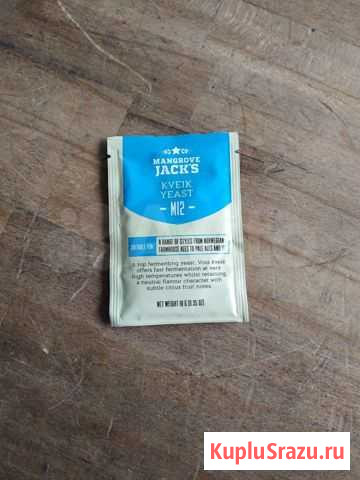 MANGROVE
JACK'S
KVEIK
YEAST
- M12 -
SUITABLE FOR:
A RANGE OF STYLES FROM NORWEGIAN
FARMHOUSE ALES TO PALE ALES AND
A top fermenting yeast, Voss kveik
offers fast fermentation at very
high temperatures whilst retaining
a neutral flavour character with
subtle citrus fruit notes.
NET WEIGHT 10 G (0.35 OZ)
KupluSrazu.ru